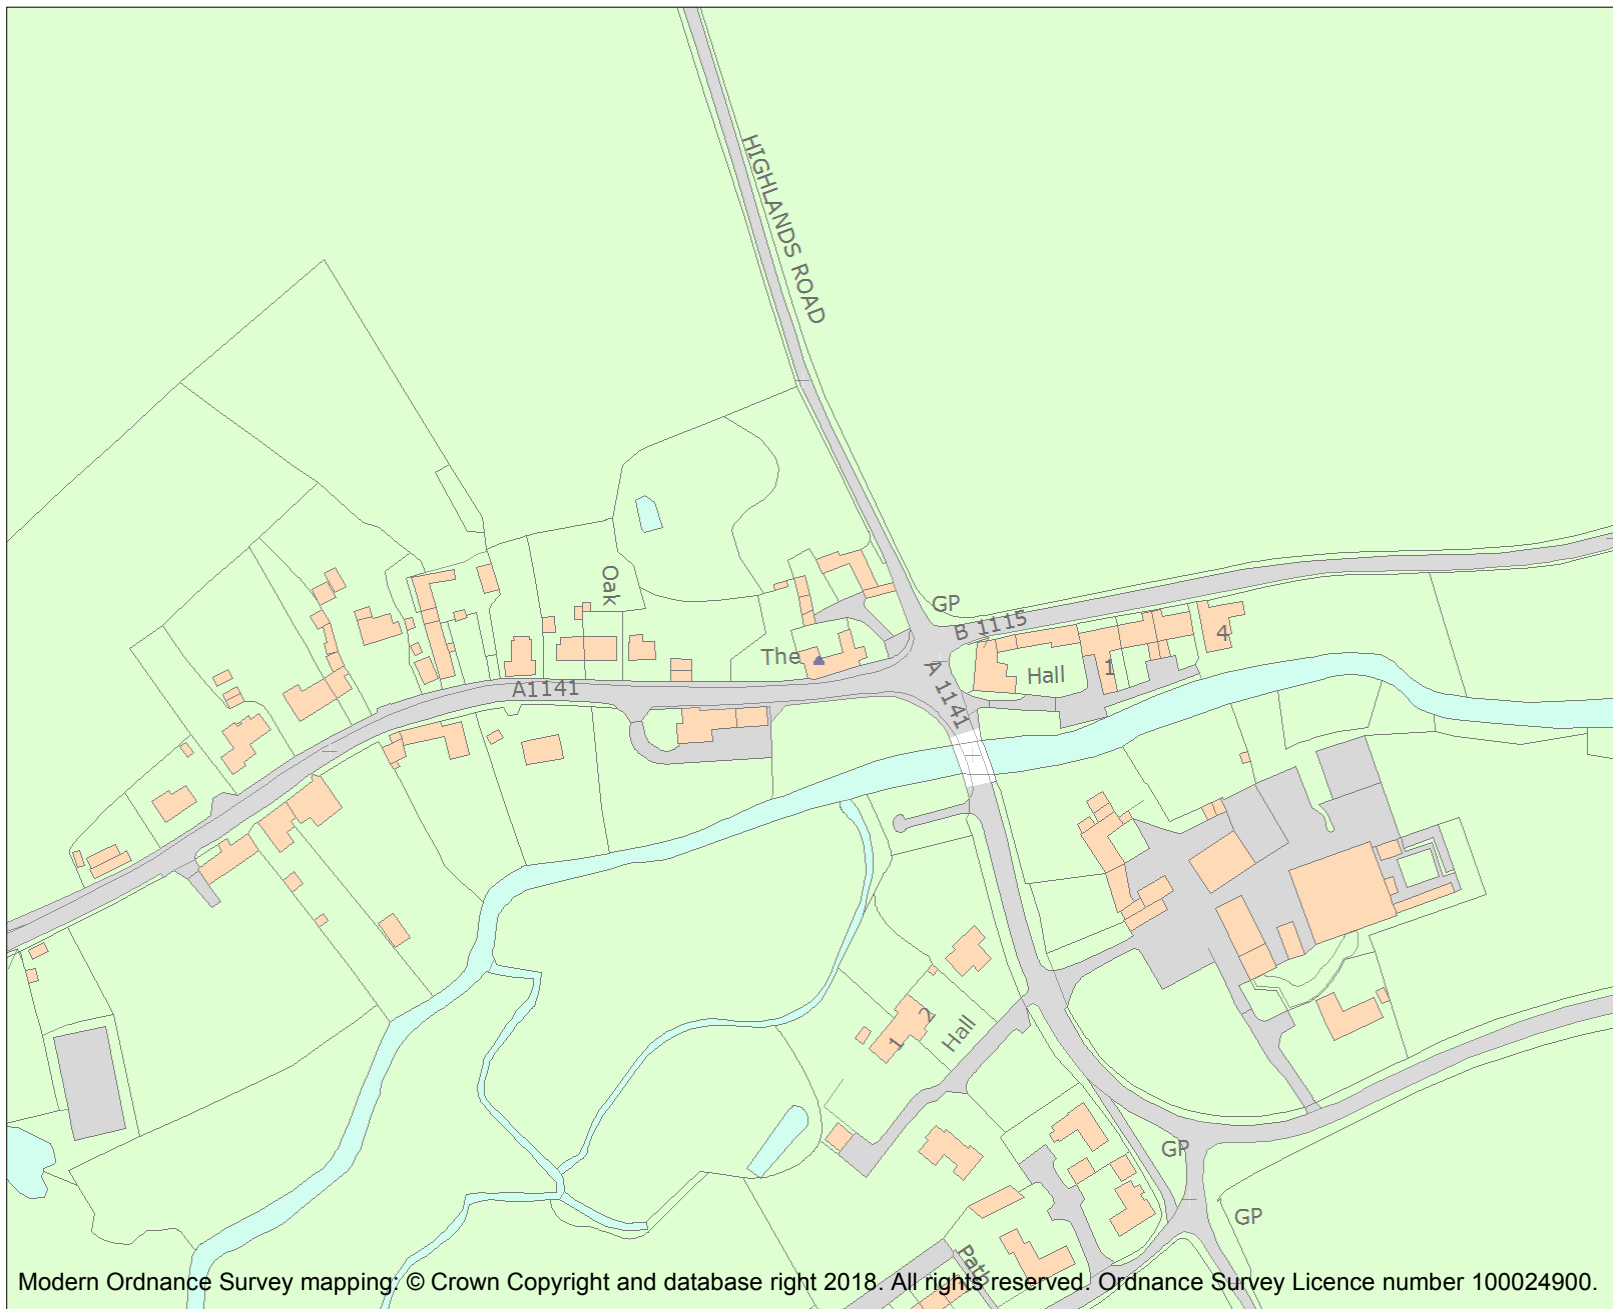 HIGHLANDS ROAD
Oak
GP
B 1115
The
A1141
A 1141
Hall
1
4
2
1
Hall
GP
GP
Path
Modern Ordnance Survey mapping: © Crown Copyright and database right 2018. All rights reserved. Ordnance Survey Licence number 100024900.